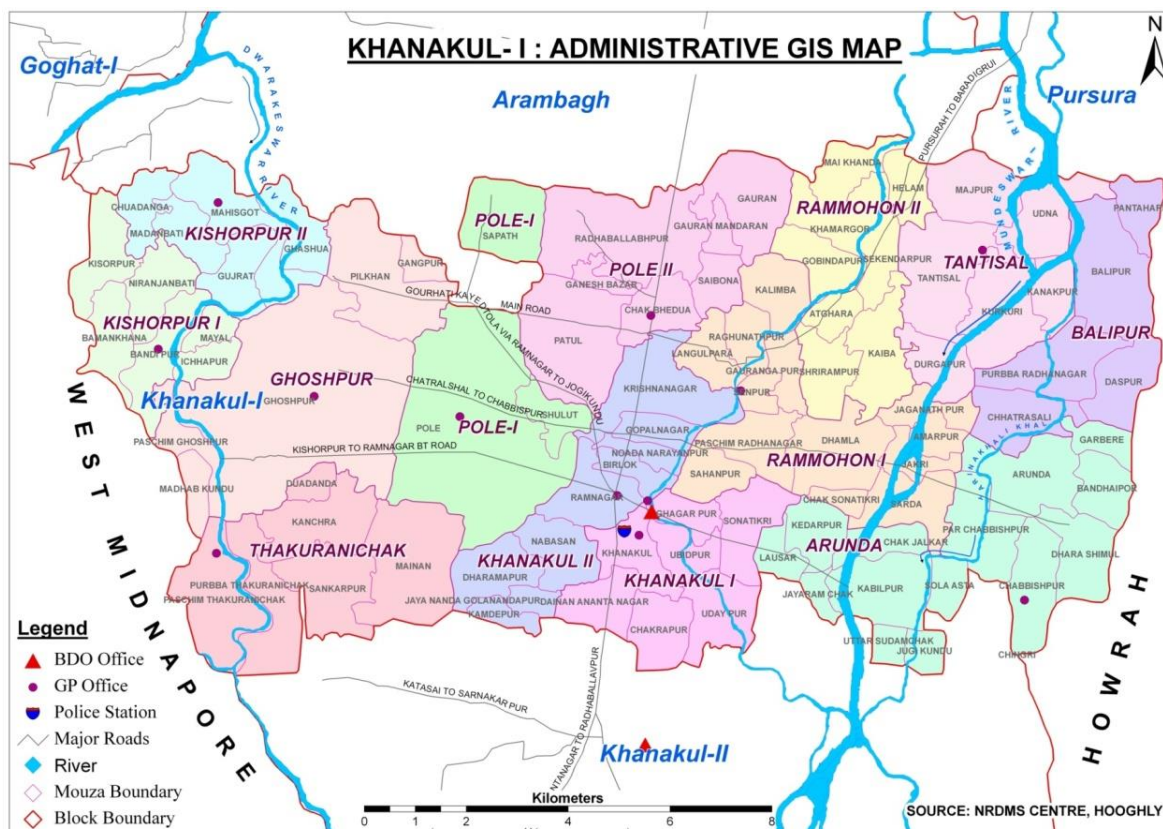 KHANAKUL- I : ADMINISTRATIVE GIS MAP
N
Goghat-I
Arambagh
Pursura
DWARAKESWAR RIVER
PURSURAH TO BARADIGRUI
MUNDESWARI RIVER
MAI KHANDA
HELAM
MAJPUR
CHUADANGA
MAHISGOT
GAURAN
RAMMOHON II
UDNA
PANTAHAR
MADANBATI
KISHORPUR II
POLE-I
SAPATH
RADHABALLABHPUR
GAURAN MANDARAN
KHAMARGOR
GHASHUA
KISORPUR
GUJRAT
GANGPUR
PILKHAN
POLE II
GOBINDAPUR
SEKENDARPUR
TANTISAL
TANTISAL
BALIPUR
NIRANJANBATI
GANESH BAZAR
SAIBONA
KALIMBA
KANAKPUR
GOURHATI KAYEDTOLA VIA RAMNAGAR TO JOGIKUNDU
MAIN ROAD
CHAK BHEDUA
ATGHARA
KURKURI
KISHORPUR I
BAMANKHANA
MAYAL
BANDIPUR
ICHHAPUR
PATUL
RAGHUNATHPUR
LANGULPARA
KAIBA
DURGAPUR
BALIPUR
GHOSHPUR
GHOSHPUR
GAURANGA PUR
SHRIRAMPUR
PURBBA RADHANAGAR
DASPUR
Khanakul-I
CHATRALSHAL TO CHABBISPUR
KRISHNANAGAR
SHULUT
POLE
POLE-I
GOPALNAGAR
JAGANATH PUR
CHHATRASALI
PASCHIM GHOSHPUR
KISHORPUR TO RAMNAGAR BT ROAD
NOADA NARAYANPUR
PASCHIM RADHANAGAR
DHAMLA
AMARPUR
GARBERE
BIRLOK
SAHANPUR
RAMMOHON I
ARUNDA
MADHAB KUNDU
DUADANDA
RAMNAGAR
CHAK SONATIKRI
BANDHAIPOR
KANCHRA
GHAGAR PUR
SONATIKRI
KEDARPUR
PAR CHABBISHPUR
THAKURANICHAK
MAINAN
NABASAN
KHANAKUL
UBIDPUR
LAUSAR
ARUNDA
CHAK JALKAR
DHARA SHIMUL
KHANAKUL II
DHARAMAPUR
KHANAKUL I
PURBBA THAKURANICHAK
SANKARPUR
PASCHIM THAKURANICHAK
JAYARAM CHAK
KABILPUR
SOLA ASTA
CHABBISHPUR
JAYA NANDA
GOLANANDAPUR
DAINAN
ANANTA NAGAR
KAMDEPUR
UDAY PUR
CHAKRAPUR
UTTAR SUDAMCHAK
JUGI KUNDU
CHINGRI
WEST MIDNAPORE
HOWRAH
KATASAI TO SARNAKARPUR
NTANAGAR TO RADHABALLAVPUR
Khanakul-II
Legend
BDO Office
GP Office
Police Station
Major Roads
River
Mouza Boundary
Block Boundary
Kilometers
0 1 2 4 6 8
SOURCE: NRDMS CENTRE, HOOGHLY